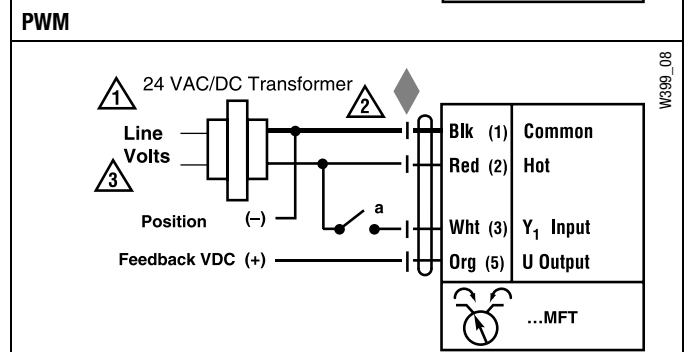 PWM
W399_08
1
24 VAC/DC Transformer
2
Line
Volts
3
Blk (1) Common
Red (2) Hot
a
Position (–)
Wht (3) Y₁ Input
Feedback VDC (+)
Org (5) U Output
...MFT